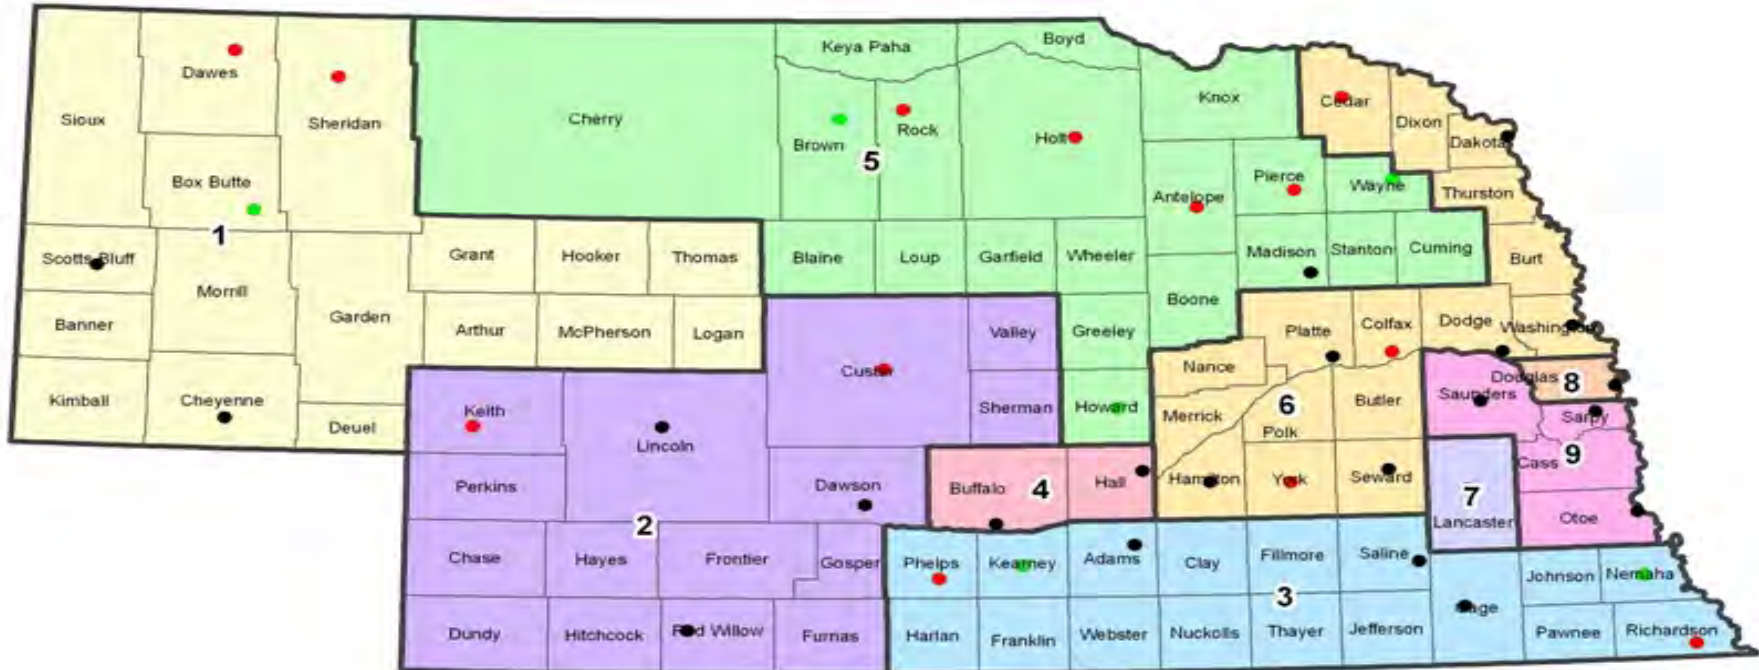 Boyd
Keya Paha
Dawes
Knox
Cedar
Sioux
Sheridan
Cherry
Rock
Holt
Dixon
Brown
5
Dakota
Box Butte
Pierce
Wayne
Antelope
Thurston
1
Scotts Bluff
Grant
Hooker
Thomas
Blaine
Loup
Garfield
Wheeler
Madison
Stanton
Cuming
Burt
Morrill
Banner
Garden
Arthur
McPherson
Logan
Valley
Greeley
Boone
Platte
Colfax
Dodge
Washington
Kimball
Cheyenne
Deuel
Keith
Custer
Nance
Douglas
8
Sherman
Howard
Merrick
6
Butler
Saunders
Sarpy
Lincoln
Polk
Perkins
Dawson
Buffalo
4
Hall
Hamilton
York
Seward
Cass
9
7
Lancaster
Otoe
2
Chase
Hayes
Frontier
Gosper
Phelps
Kearney
Adams
Clay
Fillmore
Saline
Johnson
Nemaha
3
Gage
Dundy
Hitchcock
Red Willow
Furnas
Harlan
Franklin
Webster
Nuckolls
Thayer
Jefferson
Pawnee
Richardson